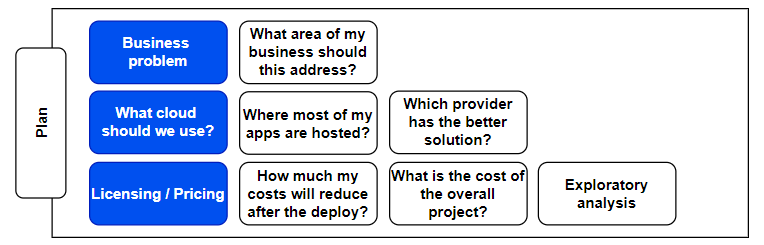 Plan
Business
problem
What area of my
business should
this address?
What cloud
should we use?
Where most of my
apps are hosted?
Which provider
has the better
solution?
Licensing / Pricing
How much my
costs will reduce
after the deploy?
What is the cost of
the overall
project?
Exploratory
analysis